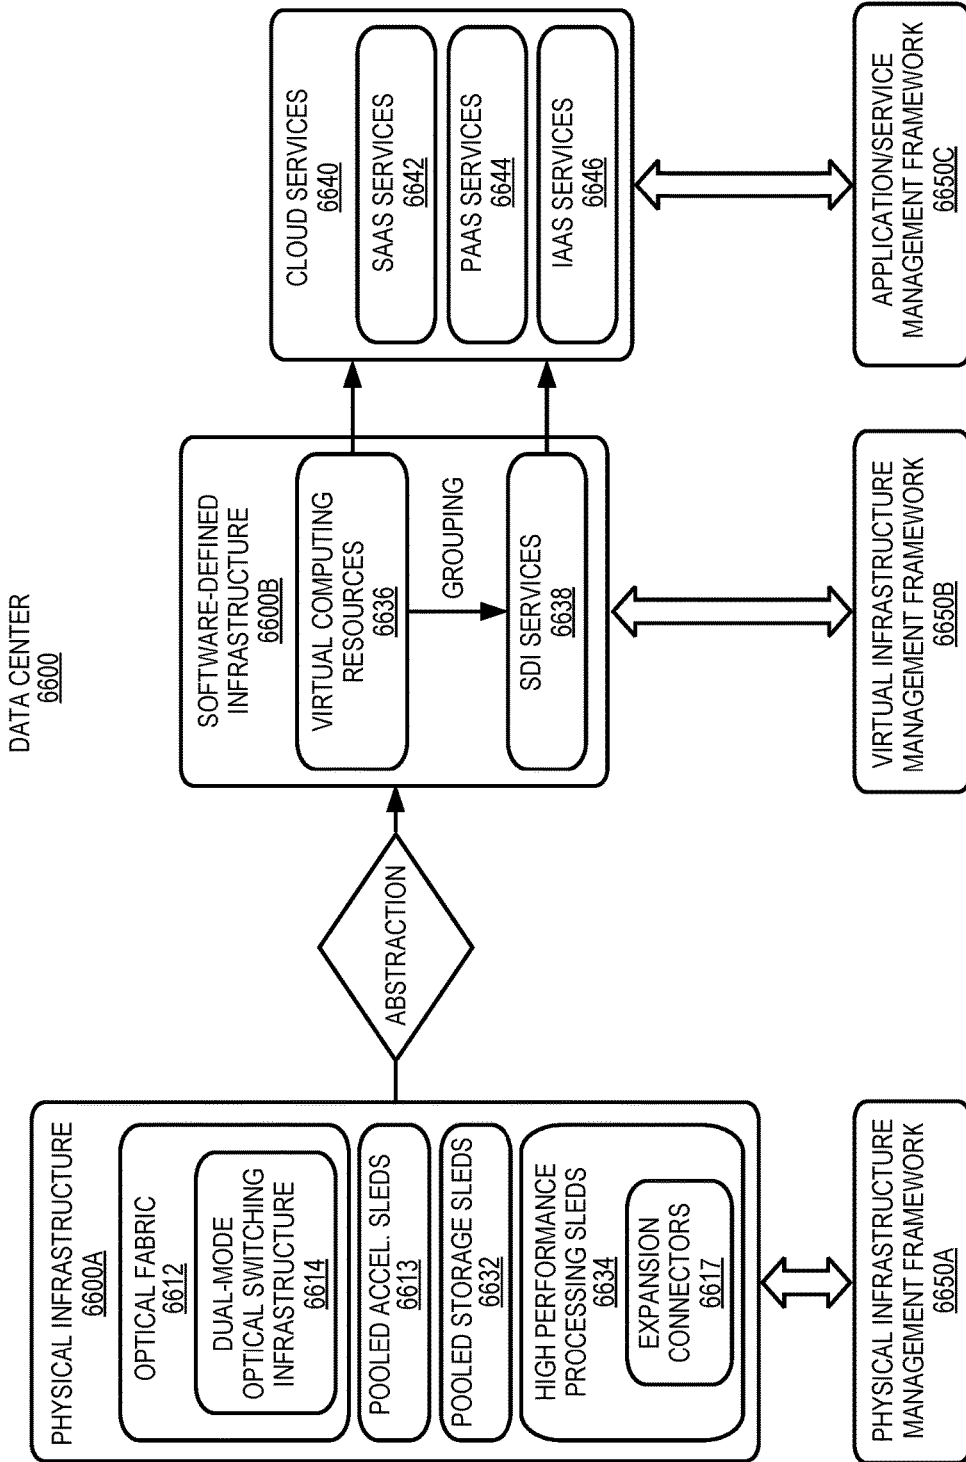 DATA CENTER
6600
PHYSICAL INFRASTRUCTURE
6600A
OPTICAL FABRIC
6612
DUAL-MODE
OPTICAL SWITCHING
INFRASTRUCTURE
6614
POOLED ACCEL. SLEDS
6613
POOLED STORAGE SLEDS
6632
HIGH PERFORMANCE
PROCESSING SLEDS
6634
EXPANSION
CONNECTORS
6617
PHYSICAL INFRASTRUCTURE
MANAGEMENT FRAMEWORK
6650A
ABSTRACTION
SOFTWARE-DEFINED
INFRASTRUCTURE
6600B
VIRTUAL COMPUTING
RESOURCES
6636
GROUPING
SDI SERVICES
6638
VIRTUAL INFRASTRUCTURE
MANAGEMENT FRAMEWORK
6650B
CLOUD SERVICES
6640
SAAS SERVICES
6642
PAAS SERVICES
6644
IAAS SERVICES
6646
APPLICATION/SERVICE
MANAGEMENT FRAMEWORK
6650C